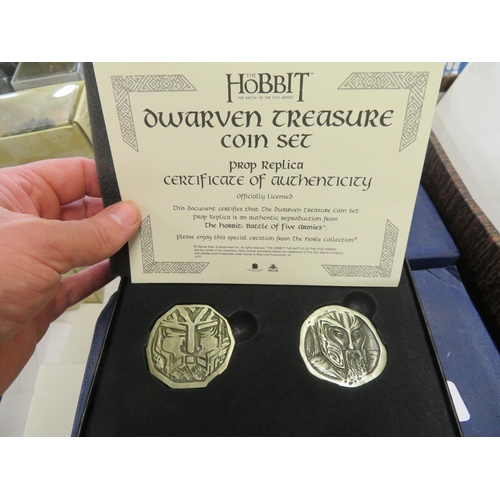 THE
HOBBIT™
THE BATTLE OF THE FIVE ARMIES
Dwarven Treasure
Coin Set
Prop Replica
Certificate of Authenticity
Officially Licensed
This document certifies that the Dwarven Treasure Coin Set
Prop Replica is an authentic reproduction from
The Hobbit: Battle of Five Armies™
Please enjoy this special creation from The Noble Collection®